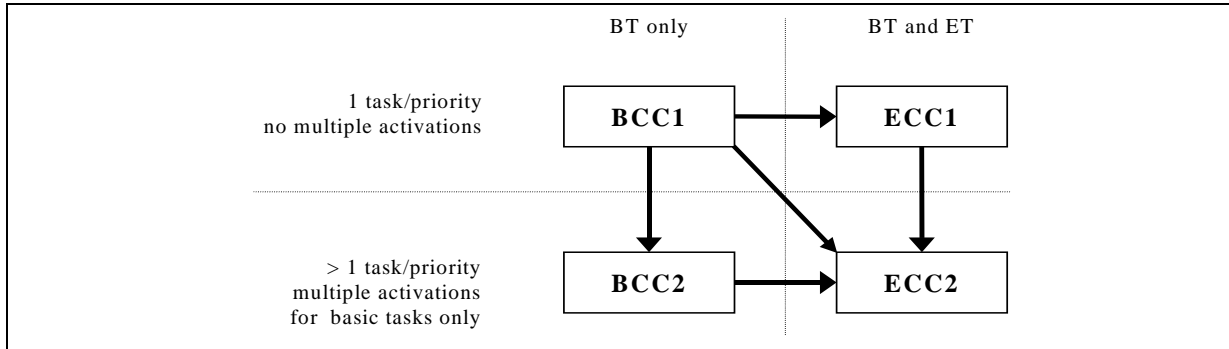 BT only
BT and ET
1 task/priority
no multiple activations
BCC1
ECC1
> 1 task/priority
multiple activations
for basic tasks only
BCC2
ECC2